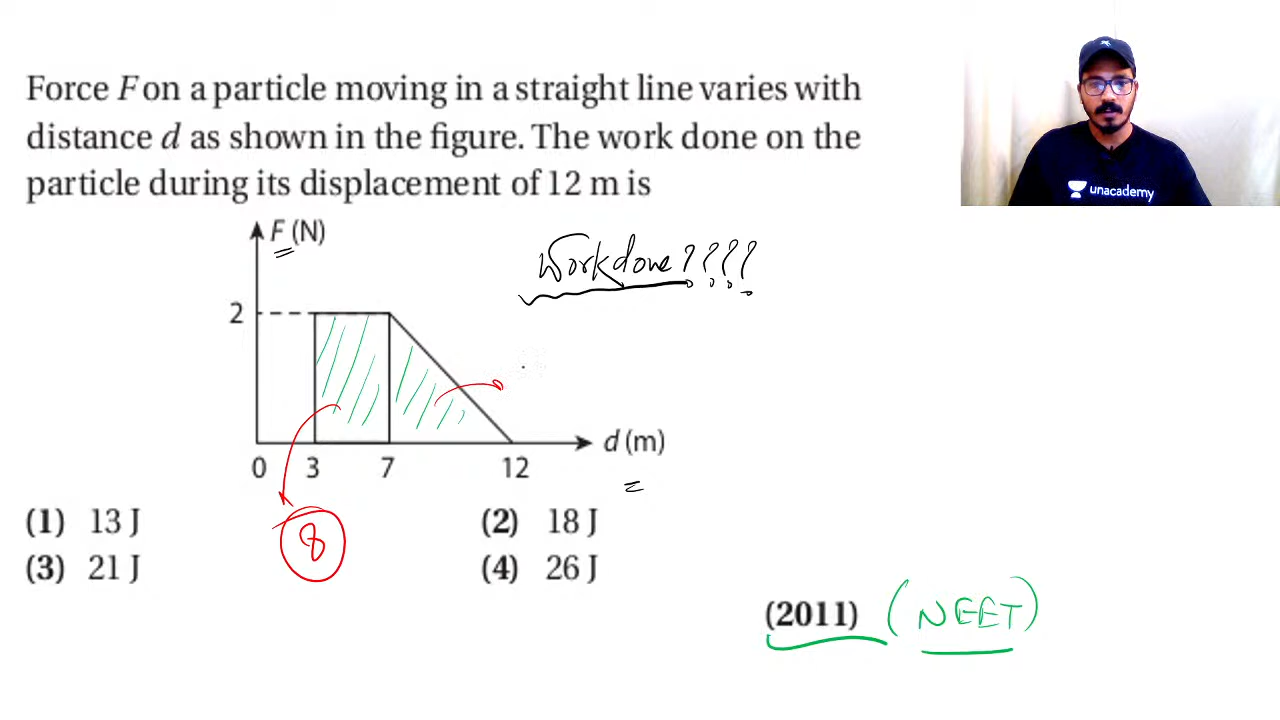 Force F on a particle moving in a straight line varies with
distance d as shown in the figure. The work done on the
particle during its displacement of 12 m is
unacademy
F (N)
Workdone????
2
d (m)
0 3 7 12
(1) 13 J
(2) 18 J
8
(3) 21 J
(4) 26 J
(2011) (NEET)